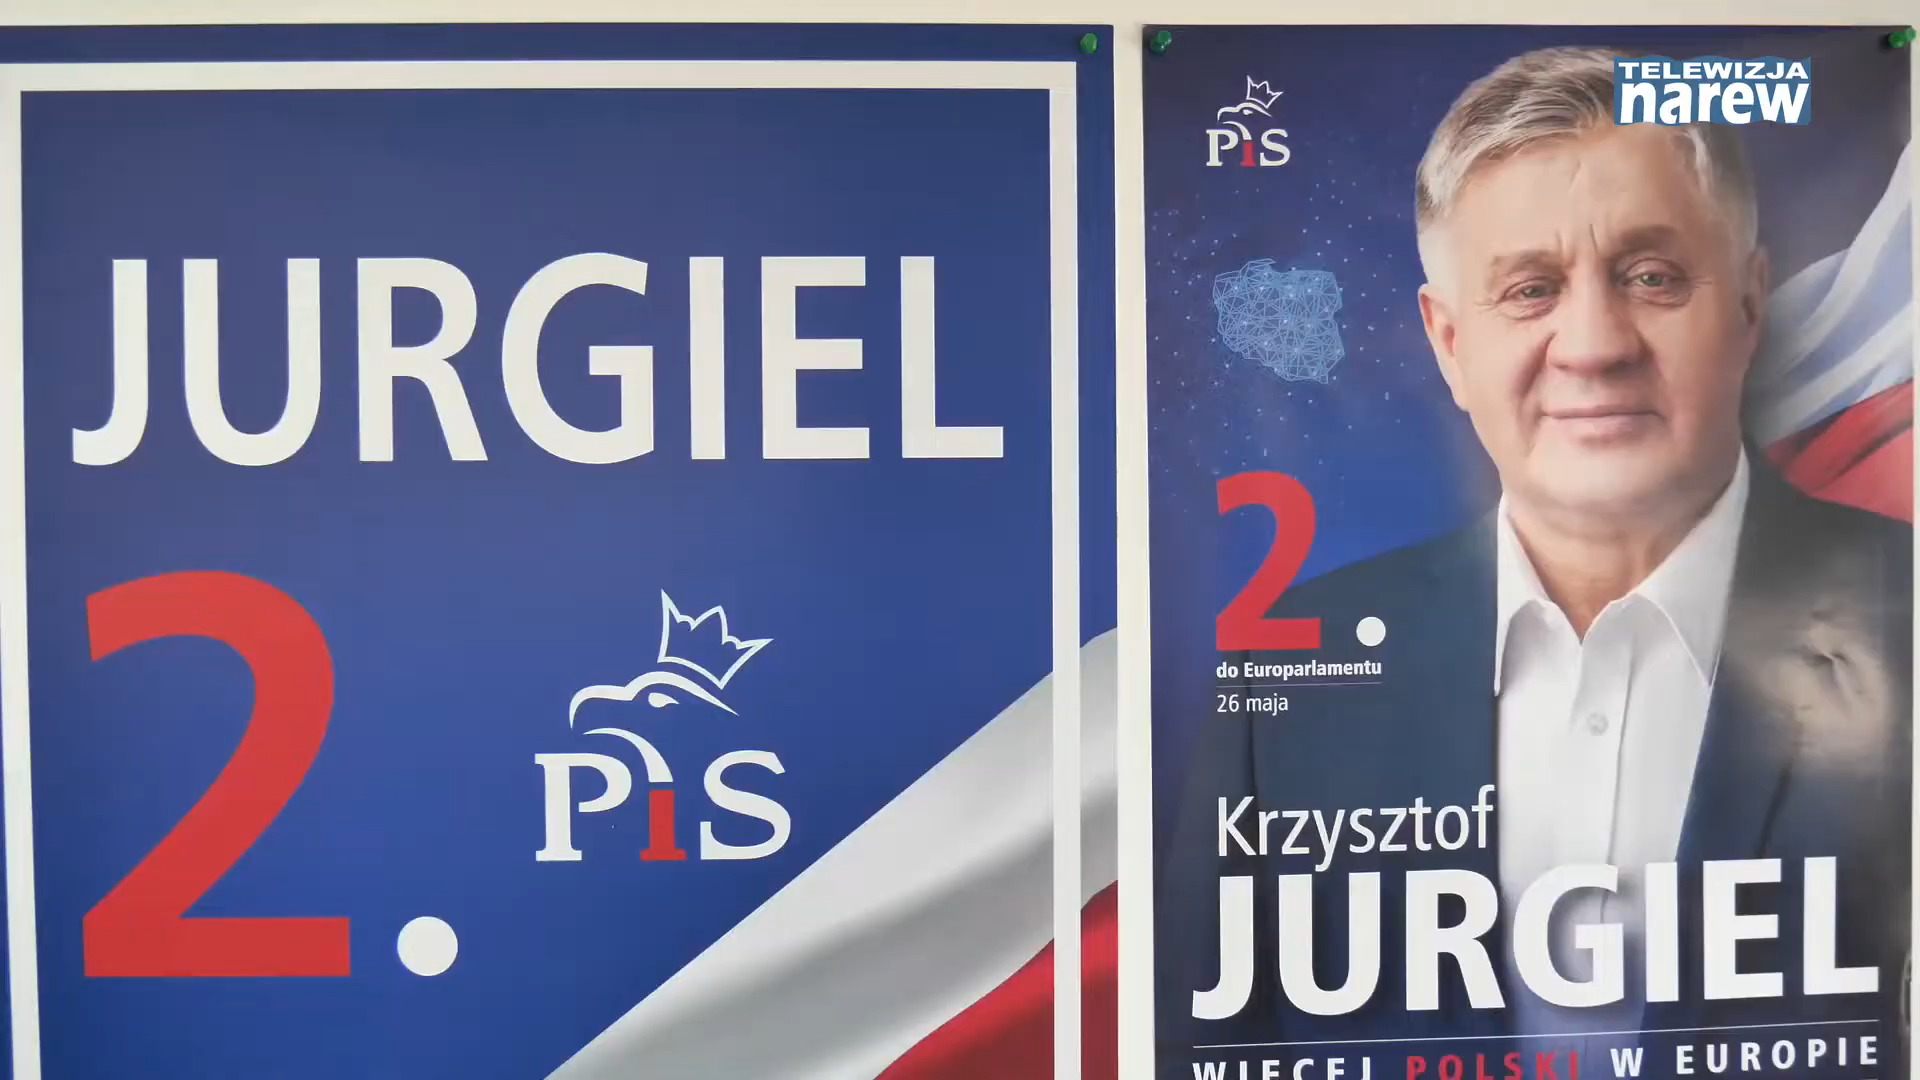 JURGIEL
2.
PiS
TELEWIZJA
narew
PiS
2.
do Europarlamentu
26 maja
Krzysztof
JURGIEL
WIĘCEJ POLSKI W EUROPIE